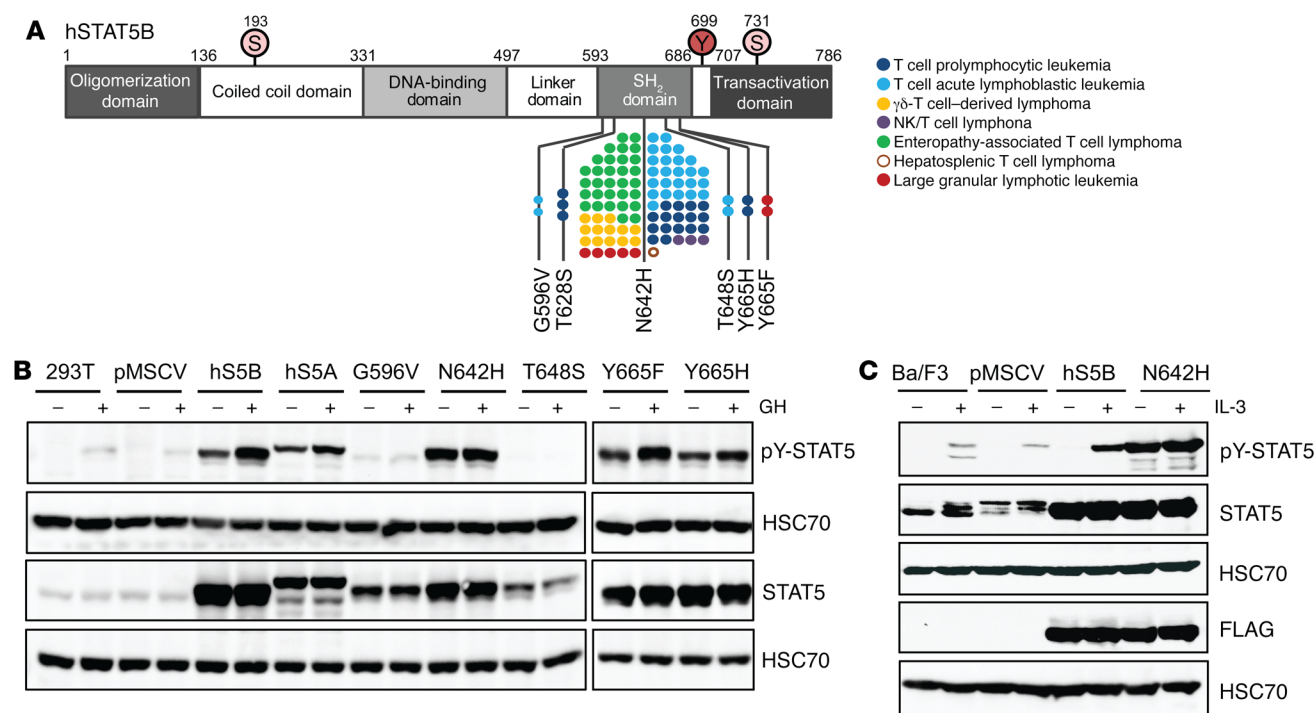 A
hSTAT5B
193
699
731
S
Y
S
1
136
331
497
593
686
707
786
Oligomerization domain
Coiled coil domain
DNA-binding domain
Linker domain
SH2 domain
Transactivation domain
T cell prolymphocytic leukemia
T cell acute lymphoblastic leukemia
γδ-T cell–derived lymphoma
NK/T cell lymphona
Enteropathy-associated T cell lymphoma
Hepatosplenic T cell lymphoma
Large granular lymphotic leukemia
G596V
T628S
N642H
T648S
Y665H
Y665F
B
293T pMSCV hS5B hS5A G596V N642H T648S Y665F Y665H
– + – + – + – + – + – + – + – + – + GH
pY-STAT5
HSC70
STAT5
HSC70
C
Ba/F3 pMSCV hS5B N642H
– + – + – + – + IL-3
pY-STAT5
STAT5
HSC70
FLAG
HSC70